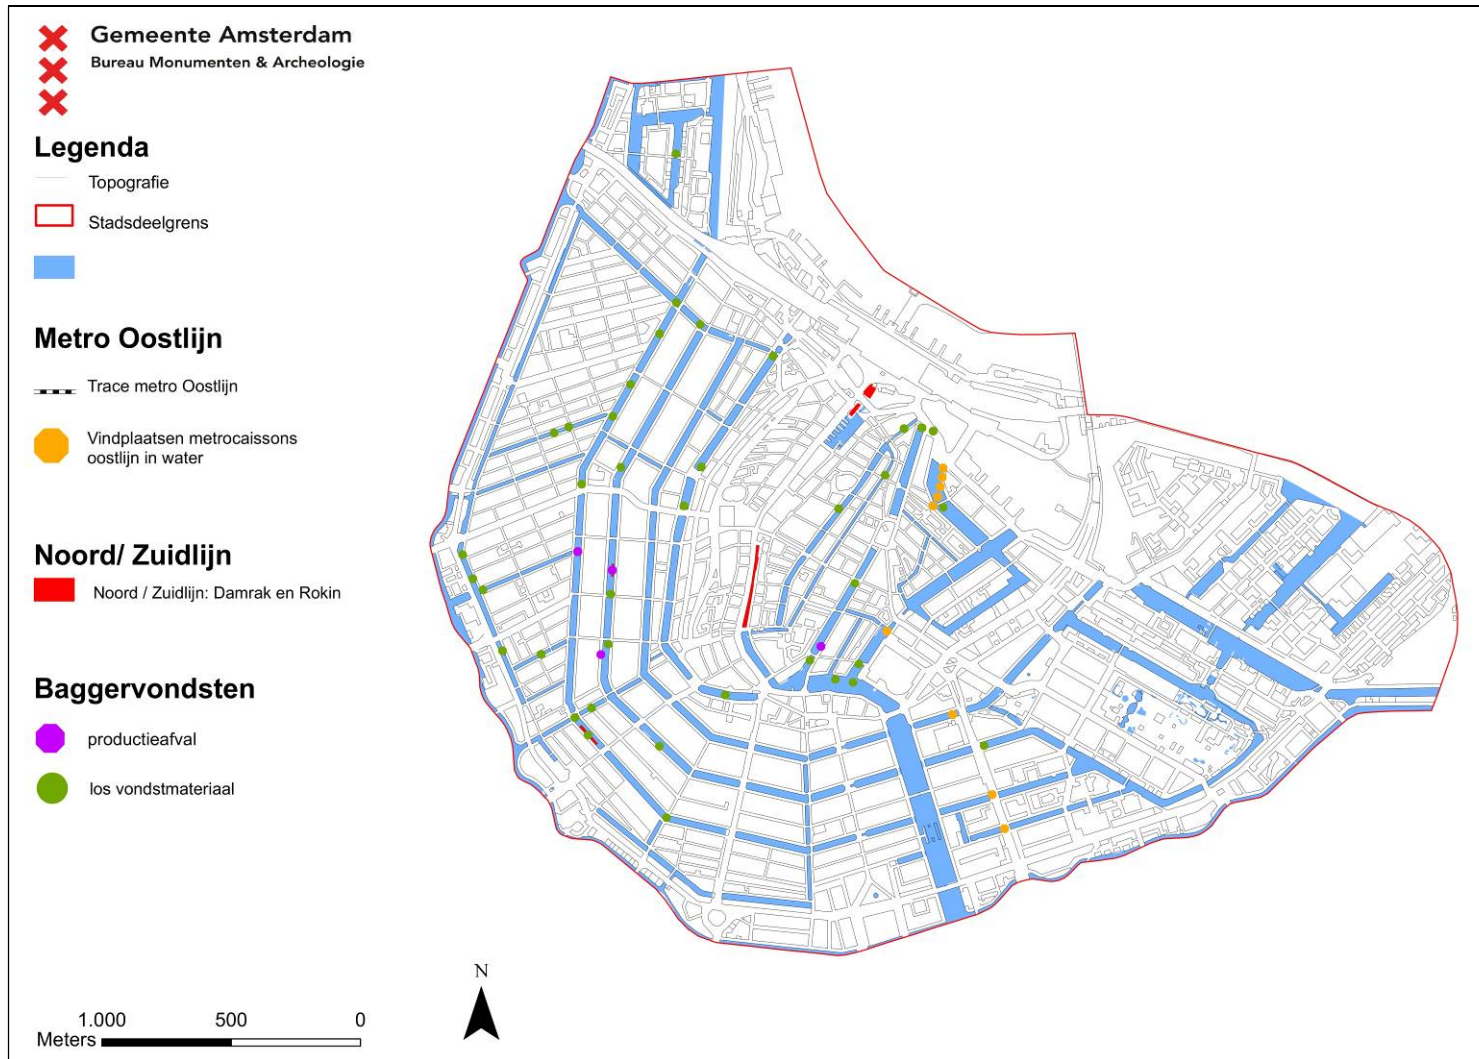 Gemeente Amsterdam
Bureau Monumenten & Archeologie
Legenda
Topografie
Stadsdeelgrens
Metro Oostlijn
Trace metro Oostlijn
Vindplaatsen metrocaissons
oostlijn in water
Noord/ Zuidlijn
Noord / Zuidlijn: Damrak en Rokin
Baggervondsten
productieafval
los vondstmateriaal
N
1.000 500 0
Meters